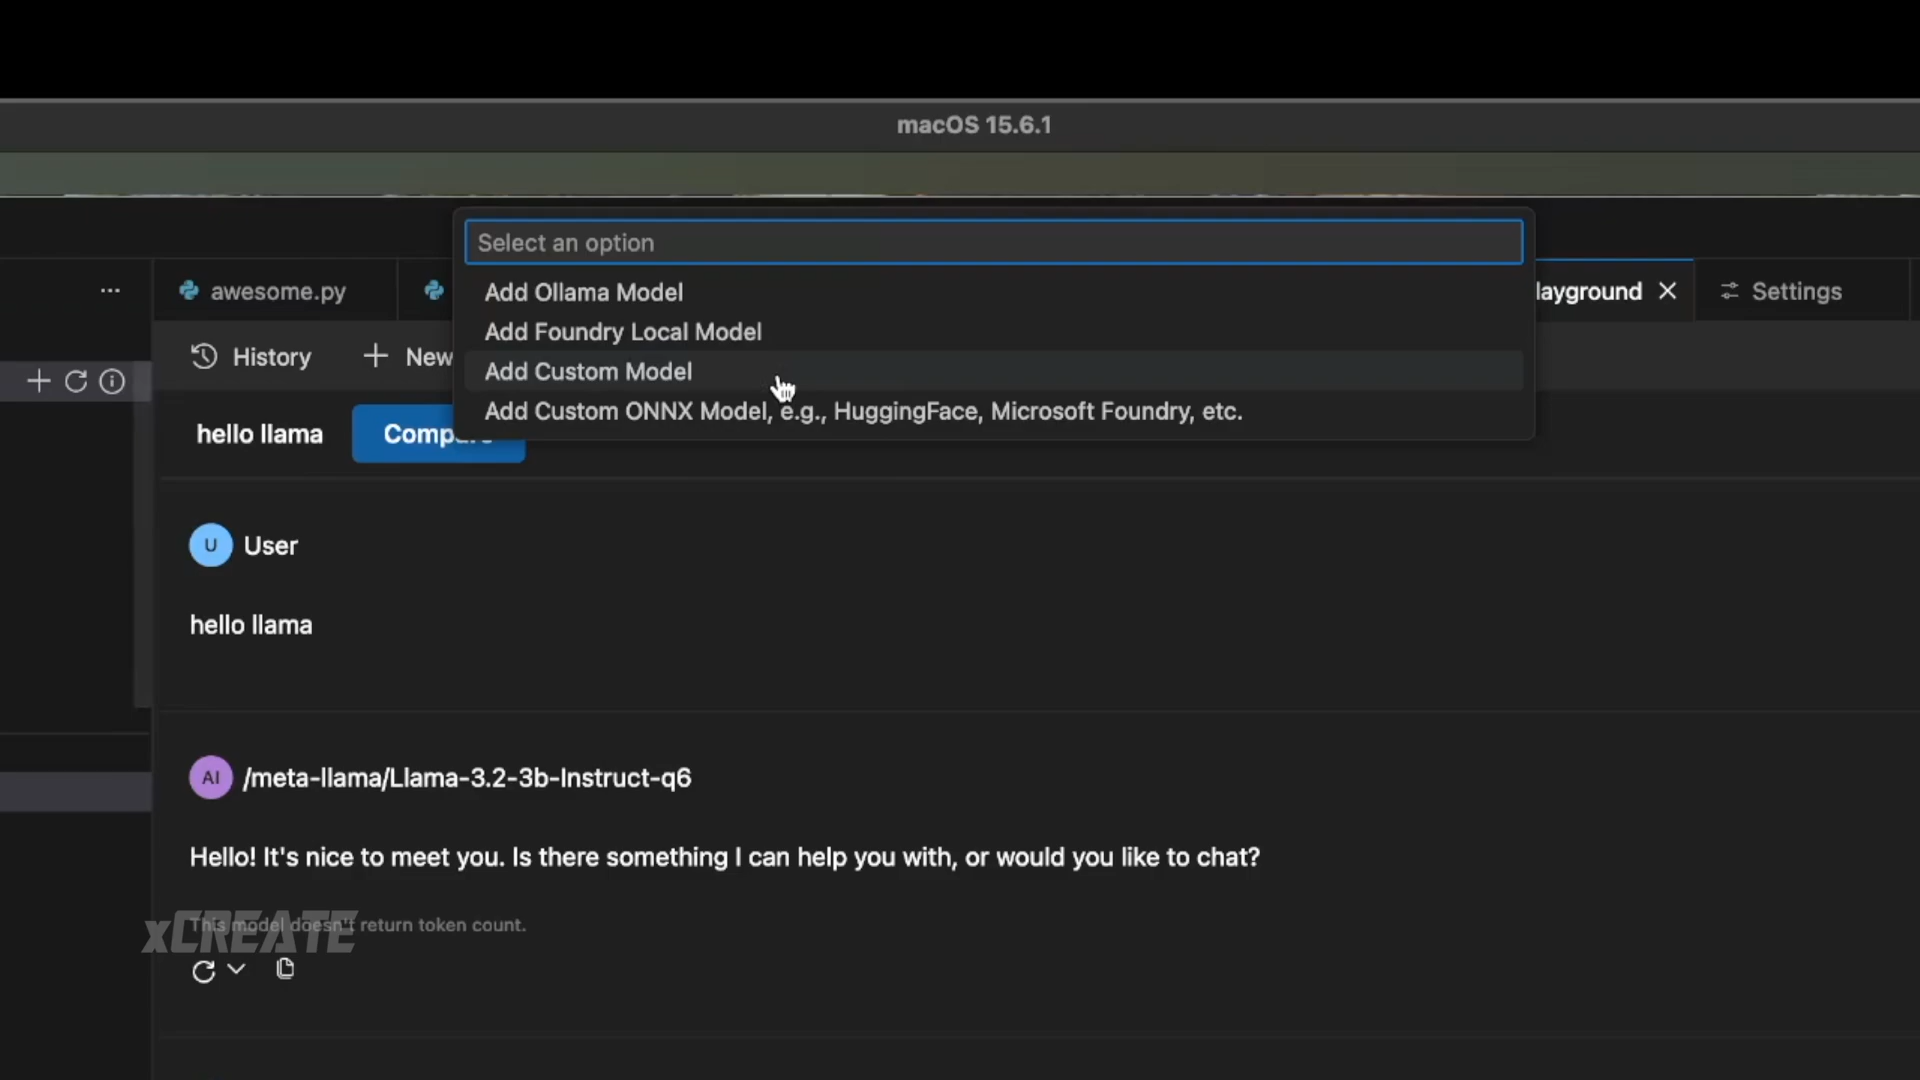 macOS 15.6.1
Select an option
Add Ollama Model
Add Foundry Local Model
Add Custom Model
Add Custom ONNX Model, e.g., HuggingFace, Microsoft Foundry, etc.
awesome.py
layground
Settings
History
New
hello llama
Compare
U
User
hello llama
AI
/meta-llama/Llama-3.2-3b-Instruct-q6
Hello! It's nice to meet you. Is there something I can help you with, or would you like to chat?
This model doesn't return token count.
xCREATE